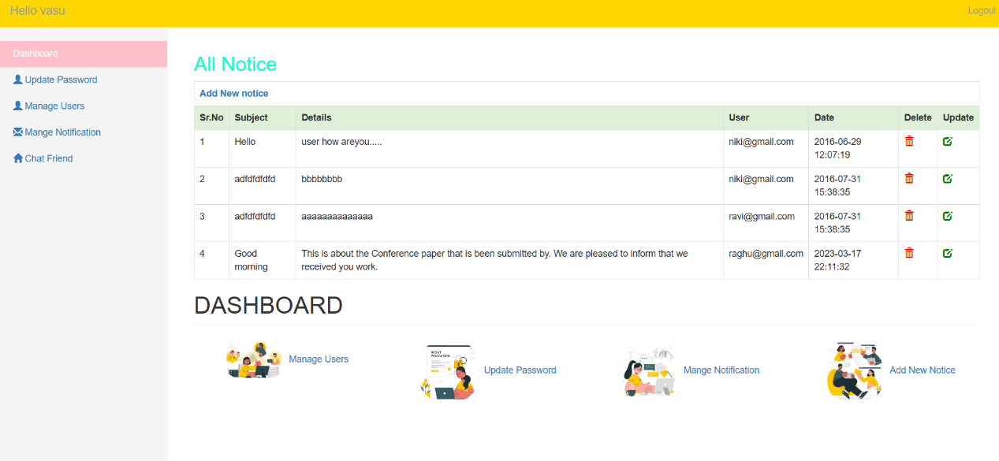 Hello vasu Logout
Dashboard
Update Password
Manage Users
Mange Notification
Chat Friend
All Notice
Add New notice
Sr.No Subject Details User Date Delete Update
1 Hello user how areyou..... niki@gmail.com 2016-06-29
12:07:19
2 adfdfdfdfd bbbbbbbb niki@gmail.com 2016-07-31
15:38:35
3 adfdfdfdfd aaaaaaaaaaaaaa ravi@gmail.com 2016-07-31
15:38:35
4 Good This is about the Conference paper that is been submitted by. We are pleased to inform that we raghu@gmail.com 2023-03-17
morning received you work. 22:11:32
DASHBOARD
Manage Users
RESET
PASSWORD
Update Password
Mange Notification
Add New Notice